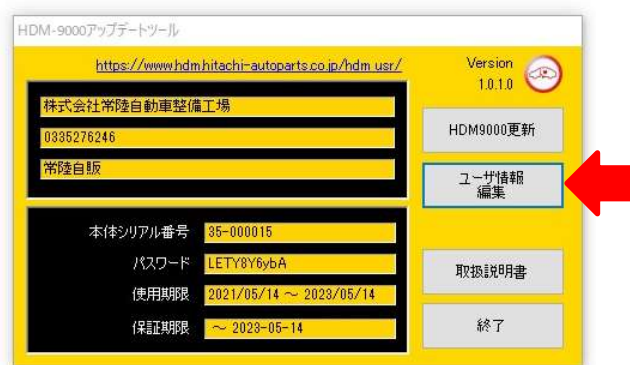 HDM-9000アップデートツール
https://www.hdm.hitachi-autoparts.co.jp/hdm_usr/
Version
1.0.1.0
株式会社常陸自動車整備工場
0335276246
常陸自販
HDM9000更新
ユーザ情報
編集
本体シリアル番号 35-000015
パスワード LETY8Y6ybA
使用期限 2021/05/14 ～ 2023/05/14
保証期限 ～ 2023-05-14
取扱説明書
終了